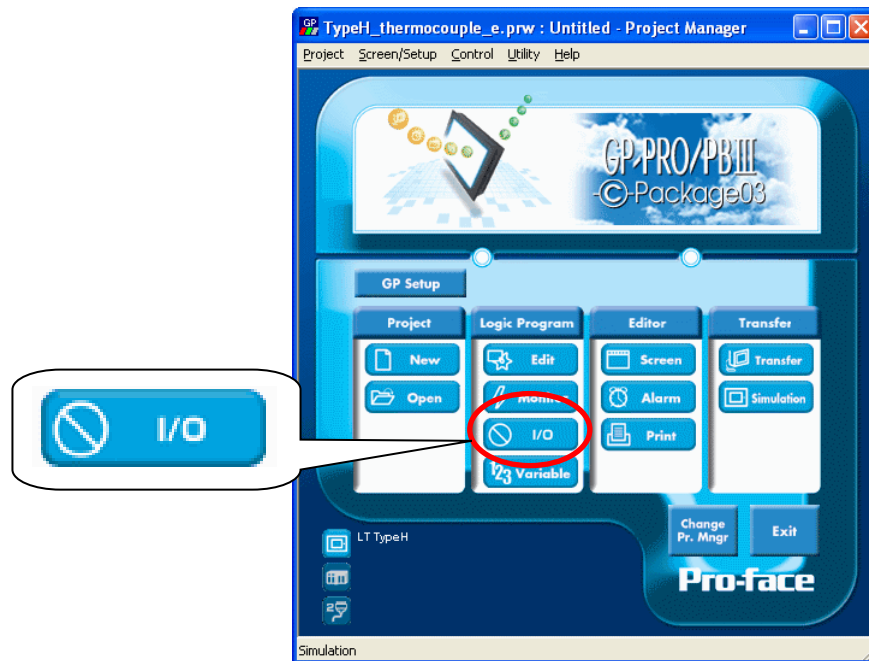 TypeH_thermocouple_e.prw : Untitled - Project Manager
Project Screen/Setup Control Utility Help
GP-PRO/PBIII
-C-Package03
GP Setup
Project Logic Program Editor Transfer
New Edit Screen Transfer
Open Monitor Alarm Simulation
I/O
I/O Print
123 Variable
LT TypeH
Change Pr. Mngr Exit
Pro-face
Simulation